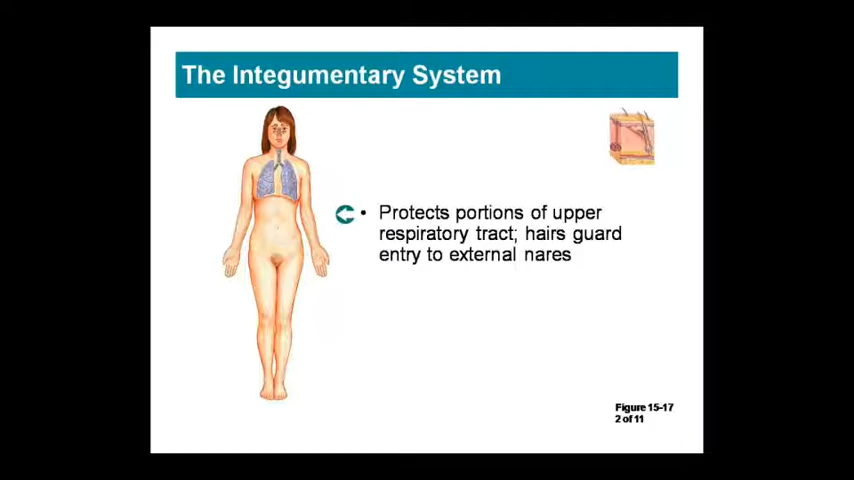 The Integumentary System
• Protects portions of upper
respiratory tract; hairs guard
entry to external nares
Figure 15-17
2 of 11